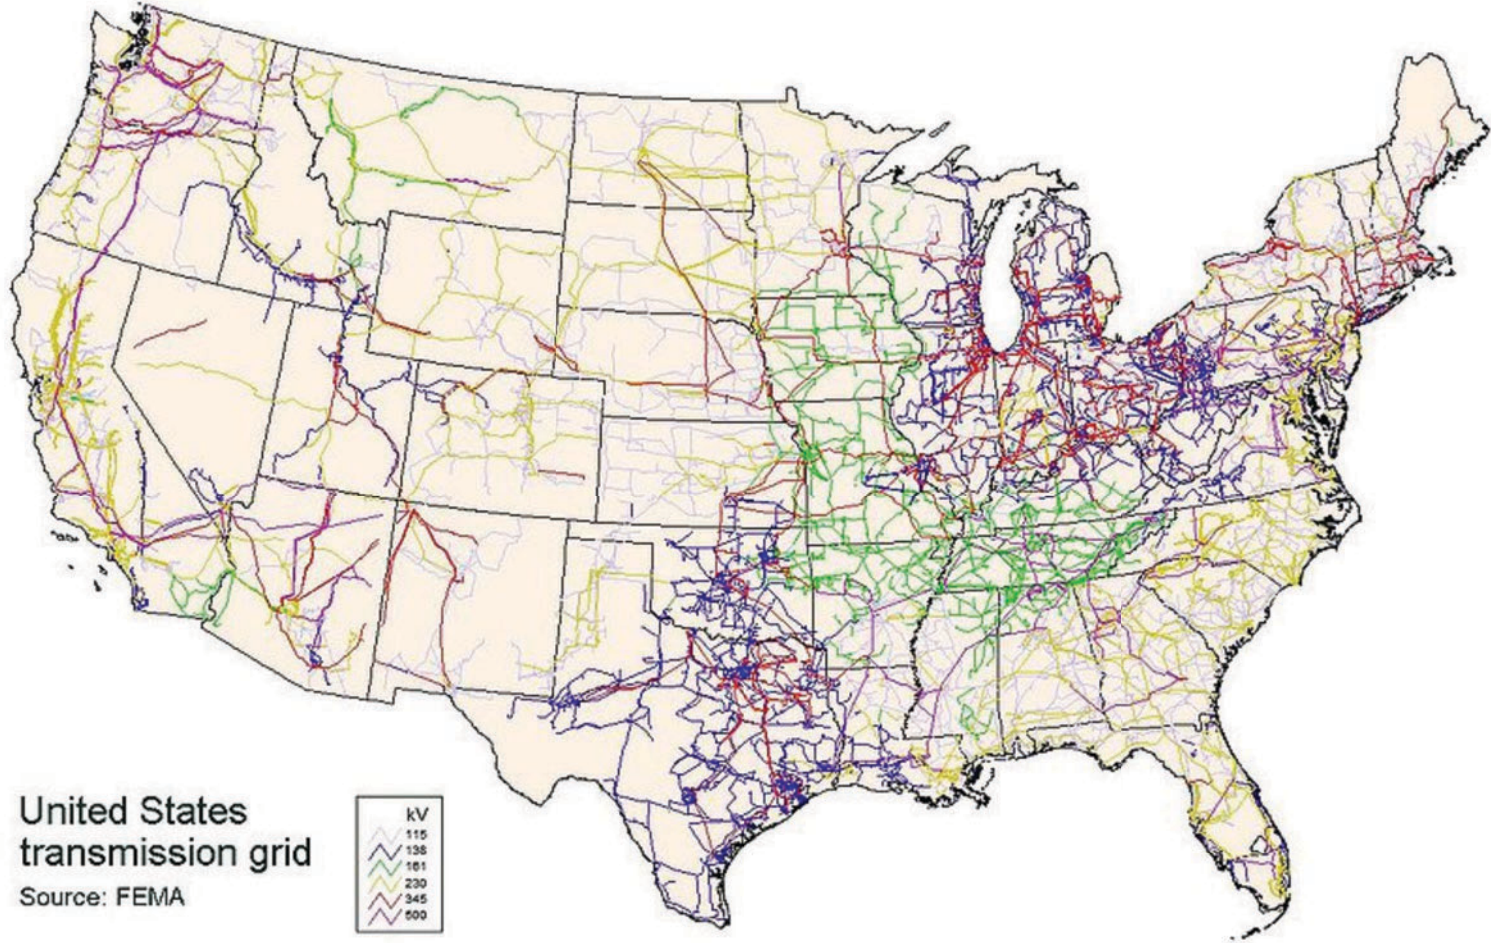 United States
transmission grid
Source: FEMA
kV
115
138
161
230
345
500